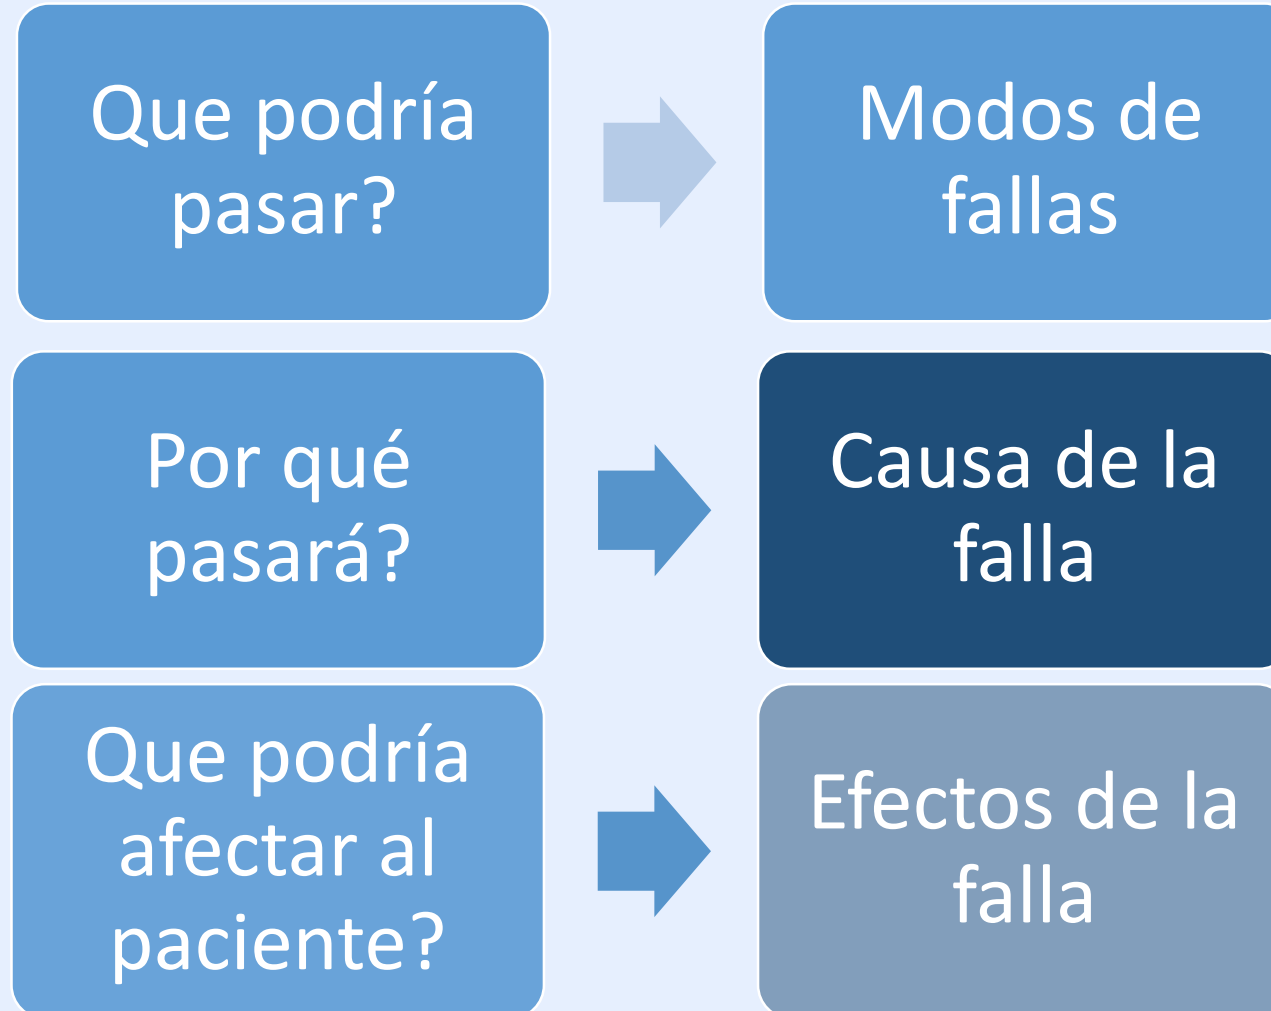 Que podría
pasar?
Modos de
fallas
Por qué
pasará?
Causa de la
falla
Que podría
afectar al
paciente?
Efectos de la
falla